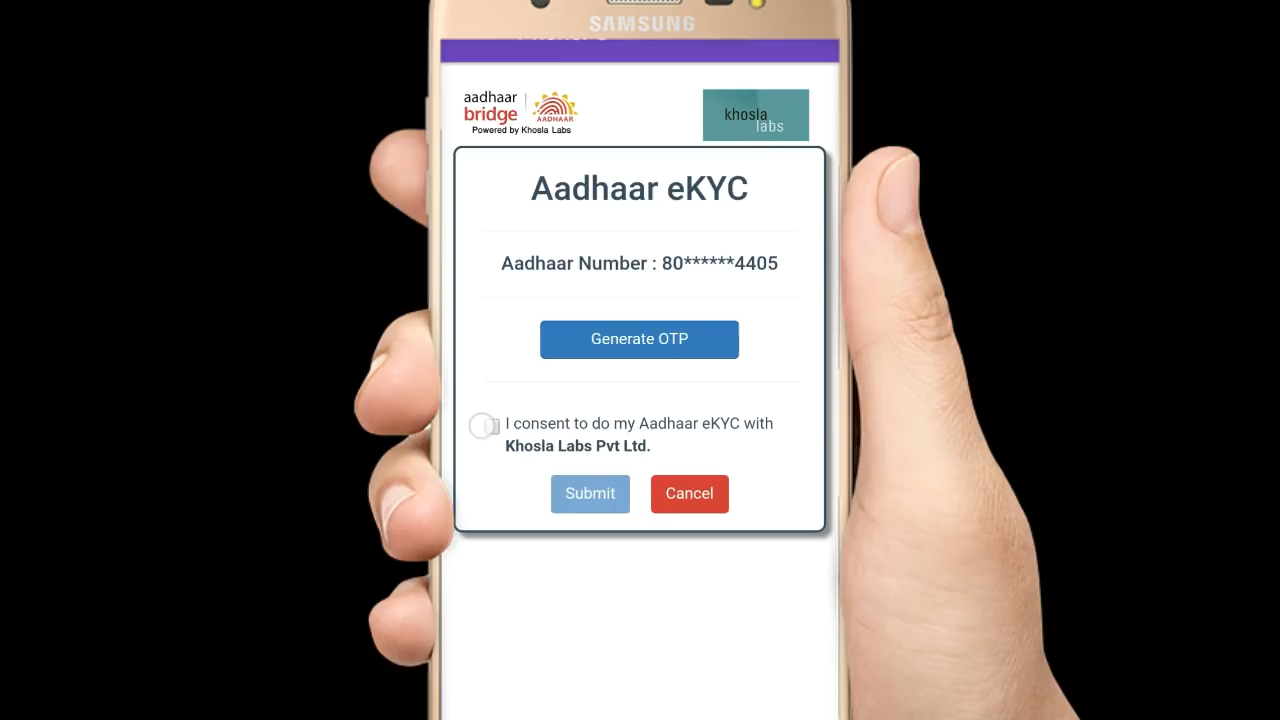 SAMSUNG
aadhaar
bridge
AADHAAR
Powered by Khosla Labs
khosla
labs
Aadhaar eKYC
Aadhaar Number : 80******4405
Generate OTP
I consent to do my Aadhaar eKYC with
Khosla Labs Pvt Ltd.
Submit
Cancel